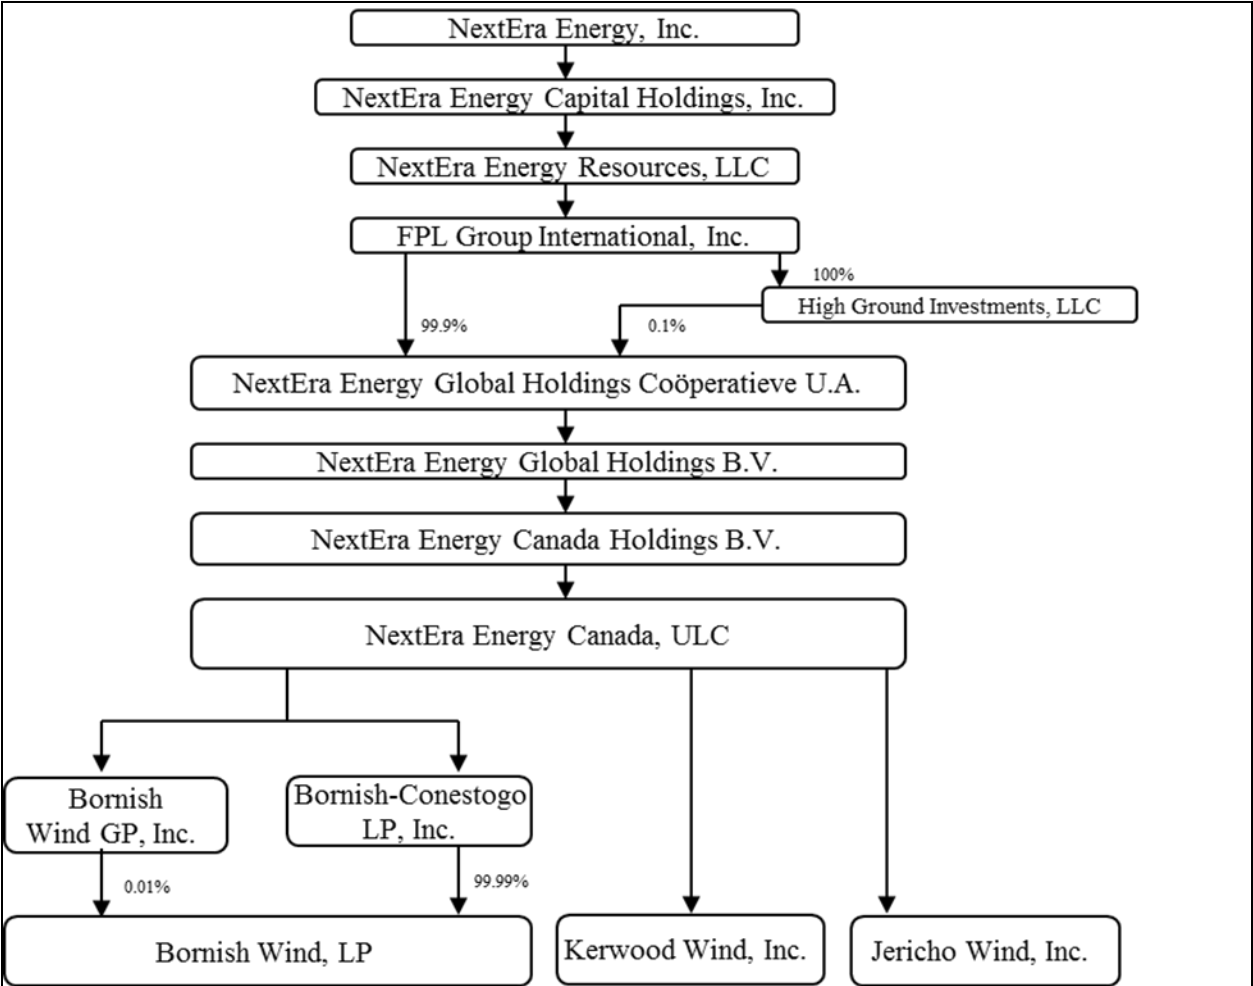 NextEra Energy, Inc.
NextEra Energy Capital Holdings, Inc.
NextEra Energy Resources, LLC
FPL Group International, Inc.
100%
High Ground Investments, LLC
99.9%
0.1%
NextEra Energy Global Holdings Coöperatieve U.A.
NextEra Energy Global Holdings B.V.
NextEra Energy Canada Holdings B.V.
NextEra Energy Canada, ULC
Bornish
Wind GP, Inc.
Bornish-Conestogo
LP, Inc.
0.01%
99.99%
Bornish Wind, LP
Kerwood Wind, Inc.
Jericho Wind, Inc.